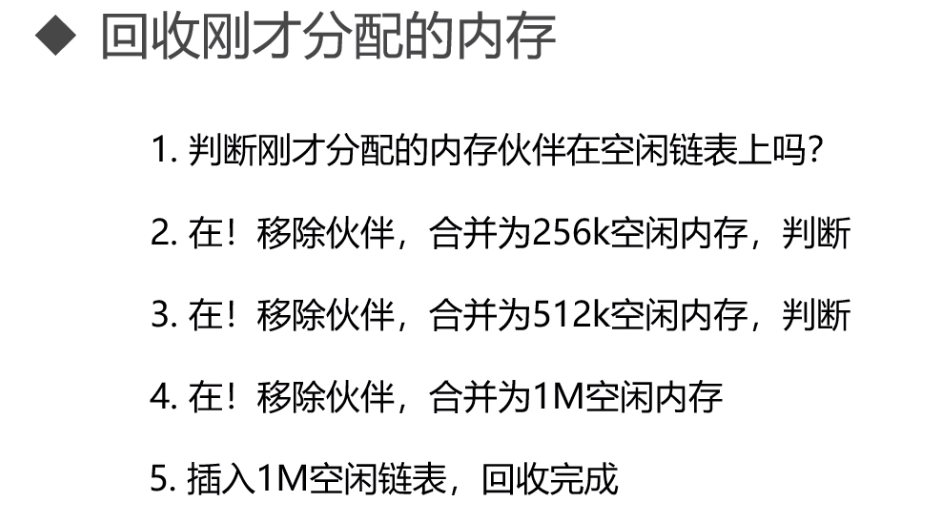 ◆ 回收刚才分配的内存
1. 判断刚才分配的内存伙伴在空闲链表上吗？
2. 在！移除伙伴，合并为256k空闲内存，判断
3. 在！移除伙伴，合并为512k空闲内存，判断
4. 在！移除伙伴，合并为1M空闲内存
5. 插入1M空闲链表，回收完成